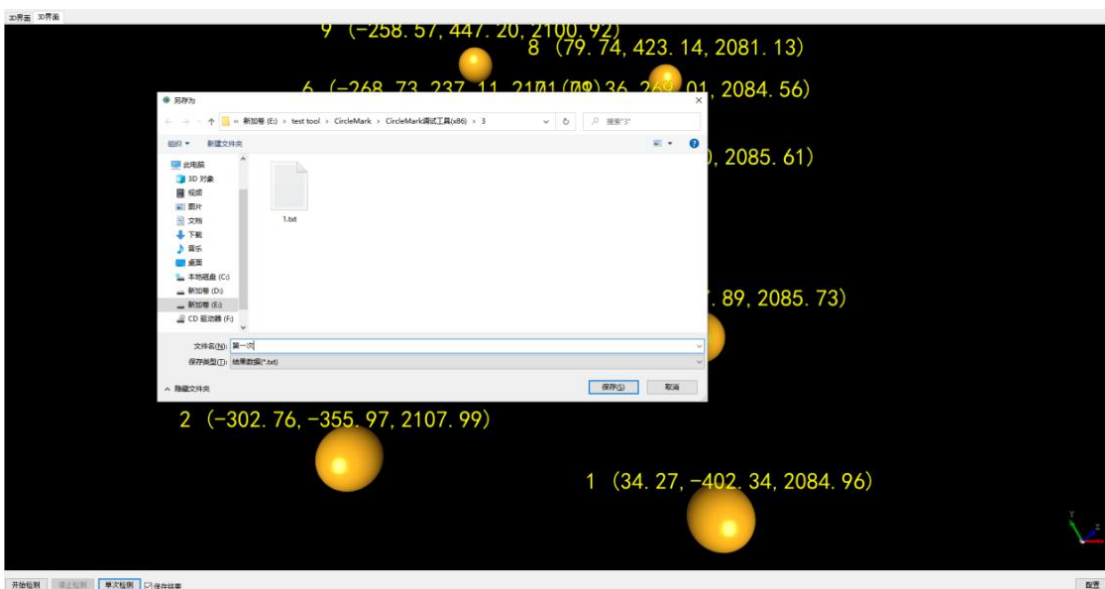 3D界面 3D界面
9 (-258.57, 447.20, 2100.92)
8 (79.74, 423.14, 2081.13)
6 (-268.73 237.11
01, 2084.56)
另存为
« 新加卷 (E:) › test tool › CircleMark › CircleMark调试工具(x86) › 3
搜索"3"
组织 新建文件夹
此电脑
3D 对象
视频
图片
文档
下载
音乐
桌面
本地磁盘 (C:)
新加卷 (D:)
新加卷 (E:)
CD 驱动器 (F:)
1.txt
, 2085.61)
.89, 2085.73)
文件名(N): 第一次
保存类型(T): 结果数据(*.txt)
隐藏文件夹
保存(S) 取消
2 (-302.76, -355.97, 2107.99)
1 (34.27, -402.34, 2084.96)
Y
Z
开始检测 停止检测 单次检测 保存结果 配置